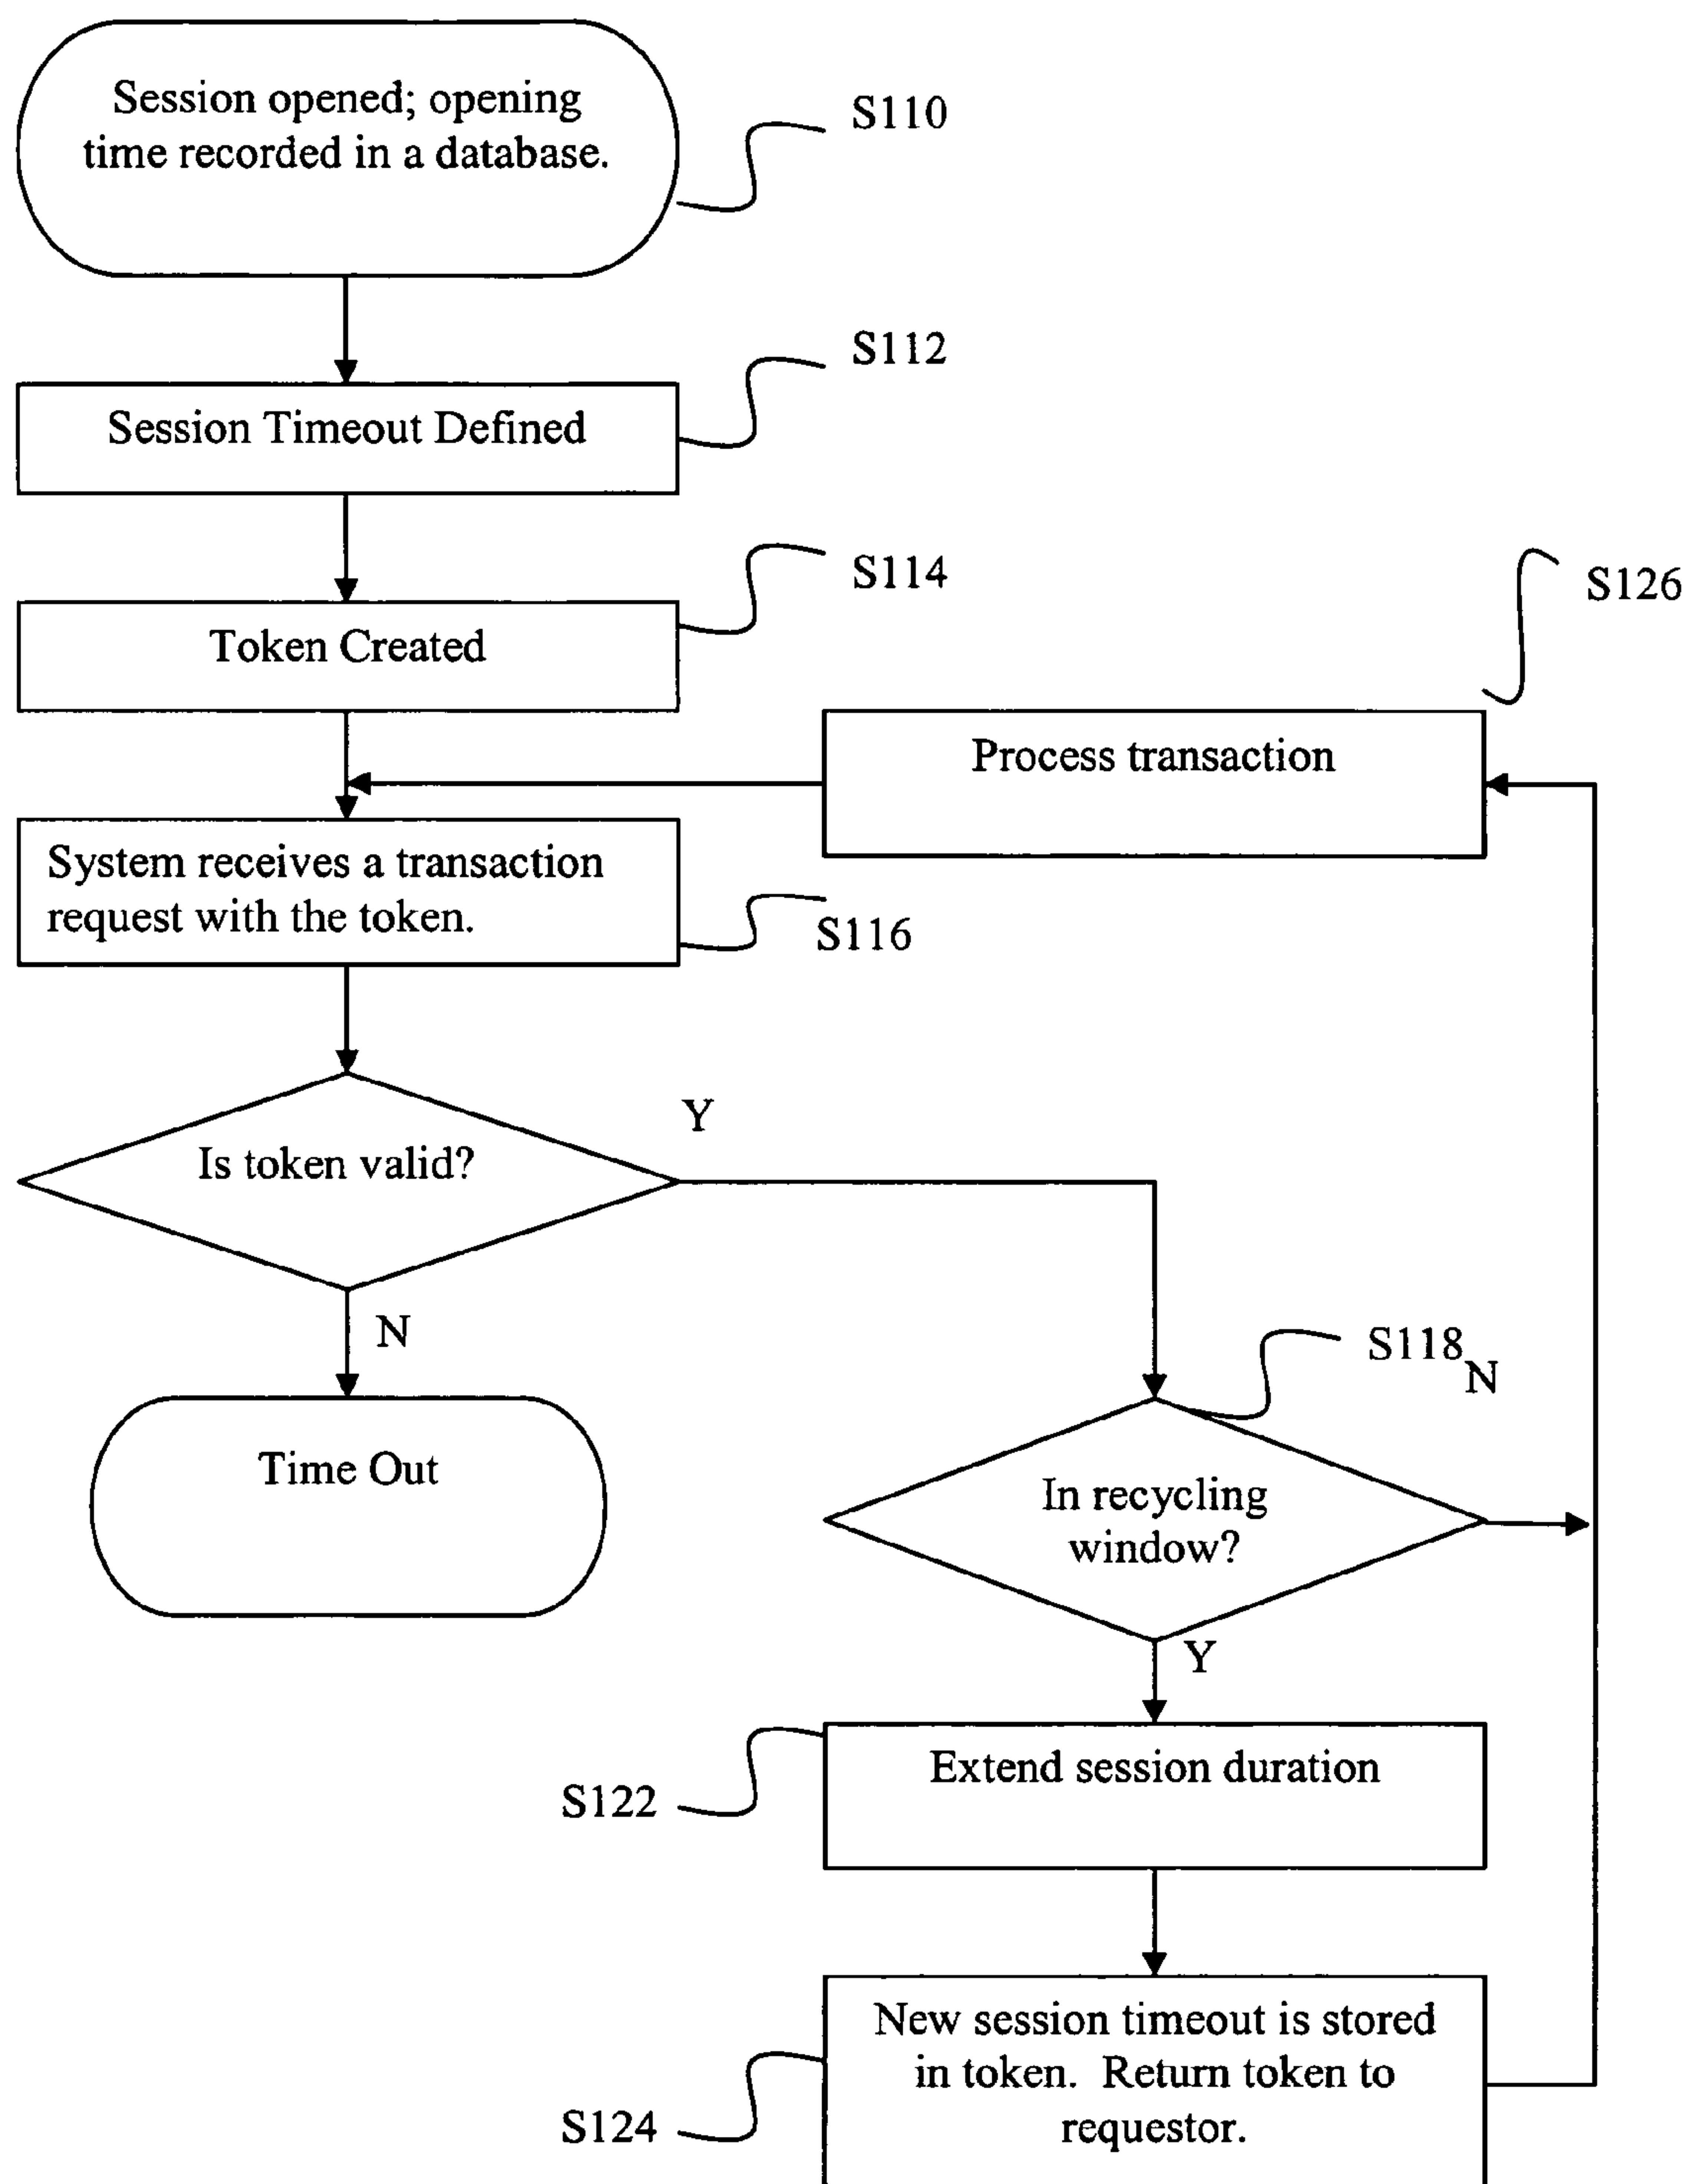 Session opened; opening
time recorded in a database.
S110
S112
Session Timeout Defined
S114
Token Created
S126
Process transaction
System receives a transaction
request with the token.
S116
Y
Is token valid?
N
S118
N
Time Out
In recycling
window?
Y
Extend session duration
S122
New session timeout is stored
in token. Return token to
requestor.
S124